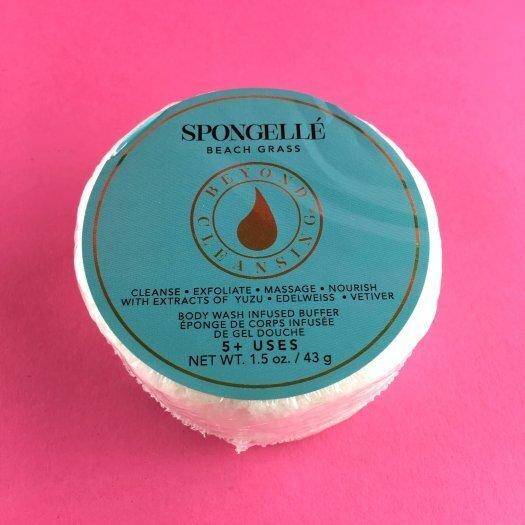 SPONGELLÉ
BEACH GRASS
BEYOND
CLEANSING
CLEANSE • EXFOLIATE • MASSAGE • NOURISH
WITH EXTRACTS OF YUZU • EDELWEISS • VETIVER
BODY WASH INFUSED BUFFER
ÉPONGE DE CORPS INFUSÉE
DE GEL DOUCHE
5+ USES
NET WT. 1.5 oz. / 43 g